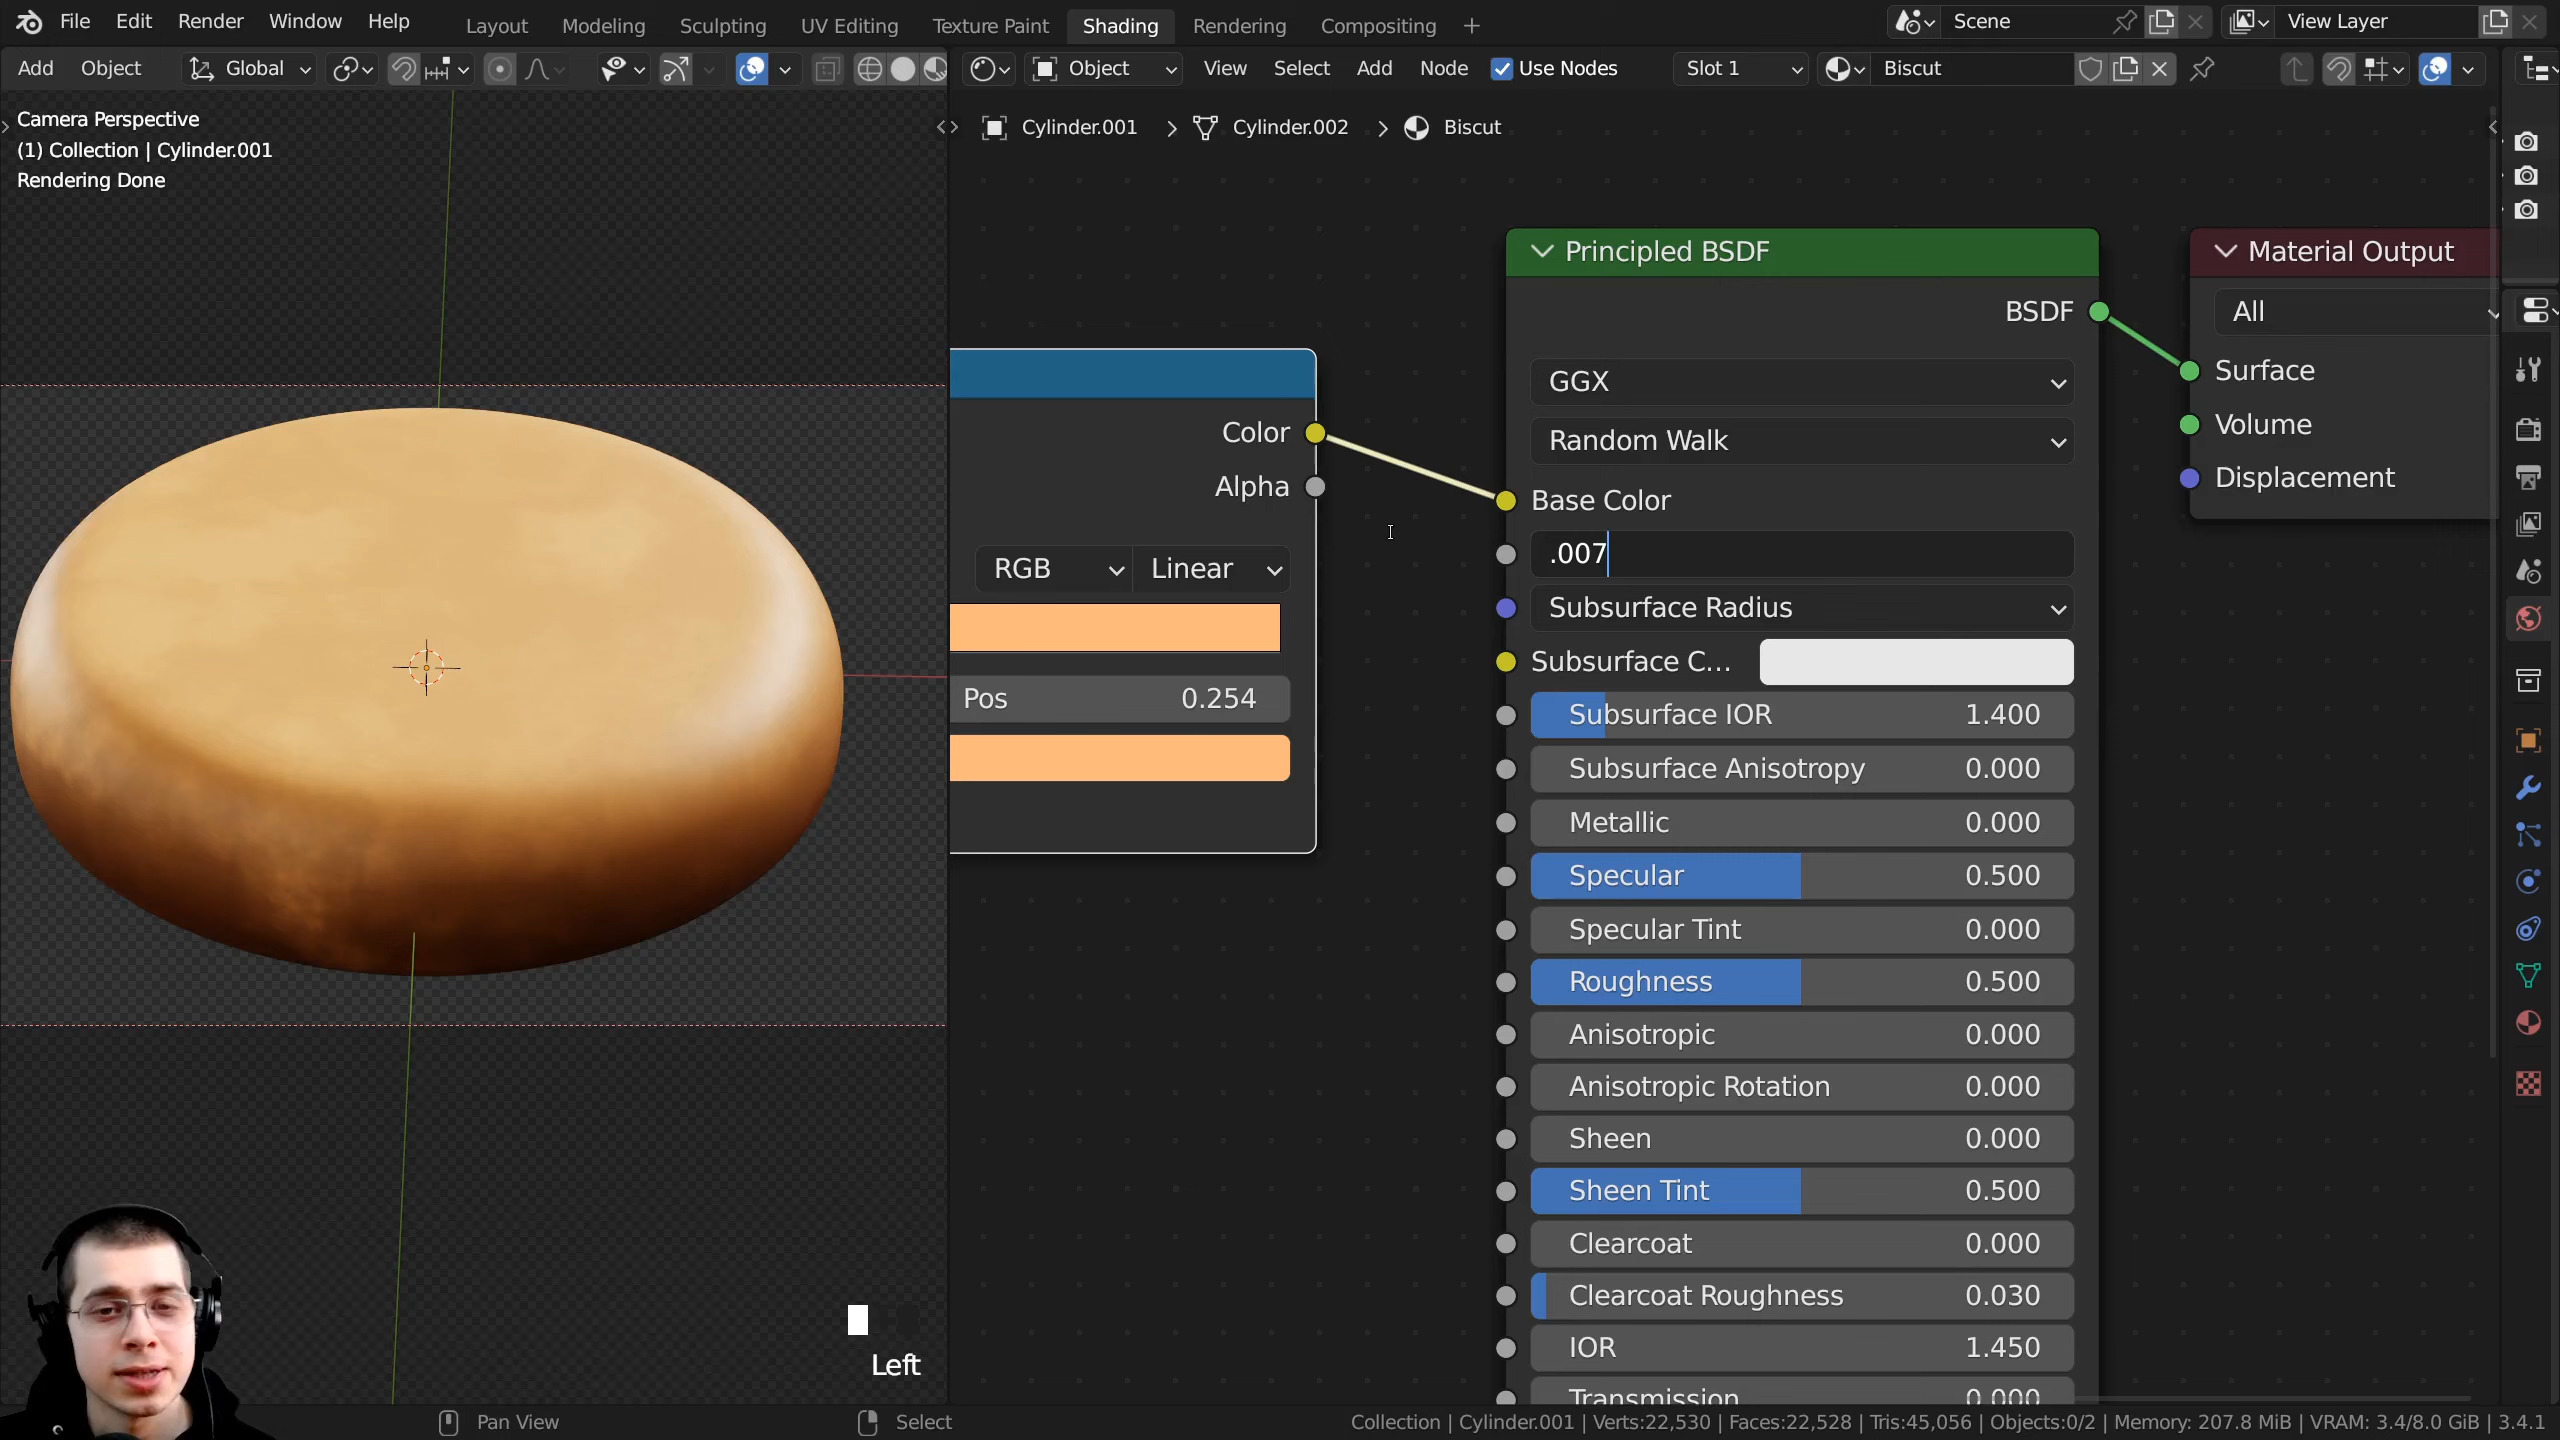 File Edit Render Window Help Layout Modeling Sculpting UV Editing Texture Paint Shading Rendering Compositing + Scene View Layer
Add Object Global Object View Select Add Node Use Nodes Slot 1 Biscut
Camera Perspective
(1) Collection | Cylinder.001
Rendering Done
Cylinder.001 > Cylinder.002 > Biscut
Color
Alpha
RGB Linear
Pos 0.254
Principled BSDF
BSDF
GGX
Random Walk
Base Color
.007
Subsurface Radius
Subsurface C...
Subsurface IOR 1.400
Subsurface Anisotropy 0.000
Metallic 0.000
Specular 0.500
Specular Tint 0.000
Roughness 0.500
Anisotropic 0.000
Anisotropic Rotation 0.000
Sheen 0.000
Sheen Tint 0.500
Clearcoat 0.000
Clearcoat Roughness 0.030
IOR 1.450
Transmission 0.000
Material Output
All
Surface
Volume
Displacement
Left
Pan View Select Collection | Cylinder.001 | Verts:22,530 | Faces:22,528 | Tris:45,056 | Objects:0/2 | Memory: 207.8 MiB | VRAM: 3.4/8.0 GiB | 3.4.1